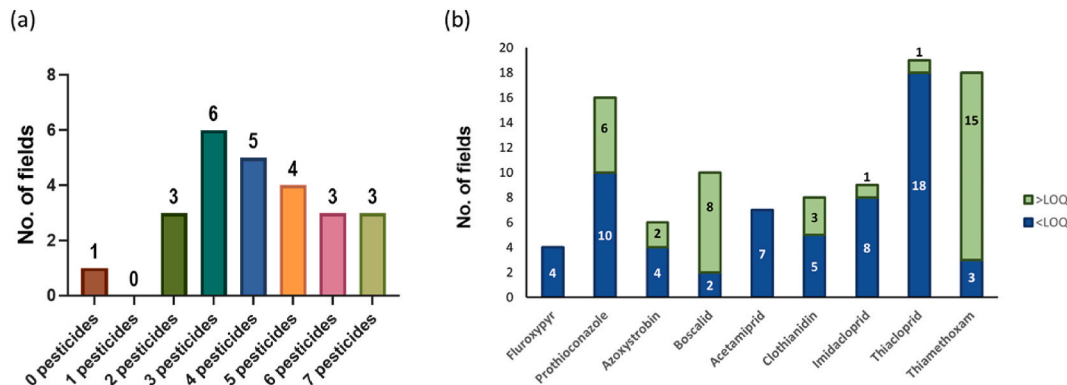 (a)
No. of fields
8
6
4
2
0
1
0
3
6
5
4
3
3
0 pesticides
1 pesticides
2 pesticides
3 pesticides
4 pesticides
5 pesticides
6 pesticides
7 pesticides
(b)
No. of fields
20
18
16
14
12
10
8
6
4
2
0
4
6
10
2
4
8
2
7
3
5
1
8
1
18
15
3
Fluroxypyr
Prothioconazole
Azoxystrobin
Boscalid
Acetamiprid
Clothianidin
Imidacloprid
Thiacloprid
Thiamethoxam
>LOQ
<LOQ